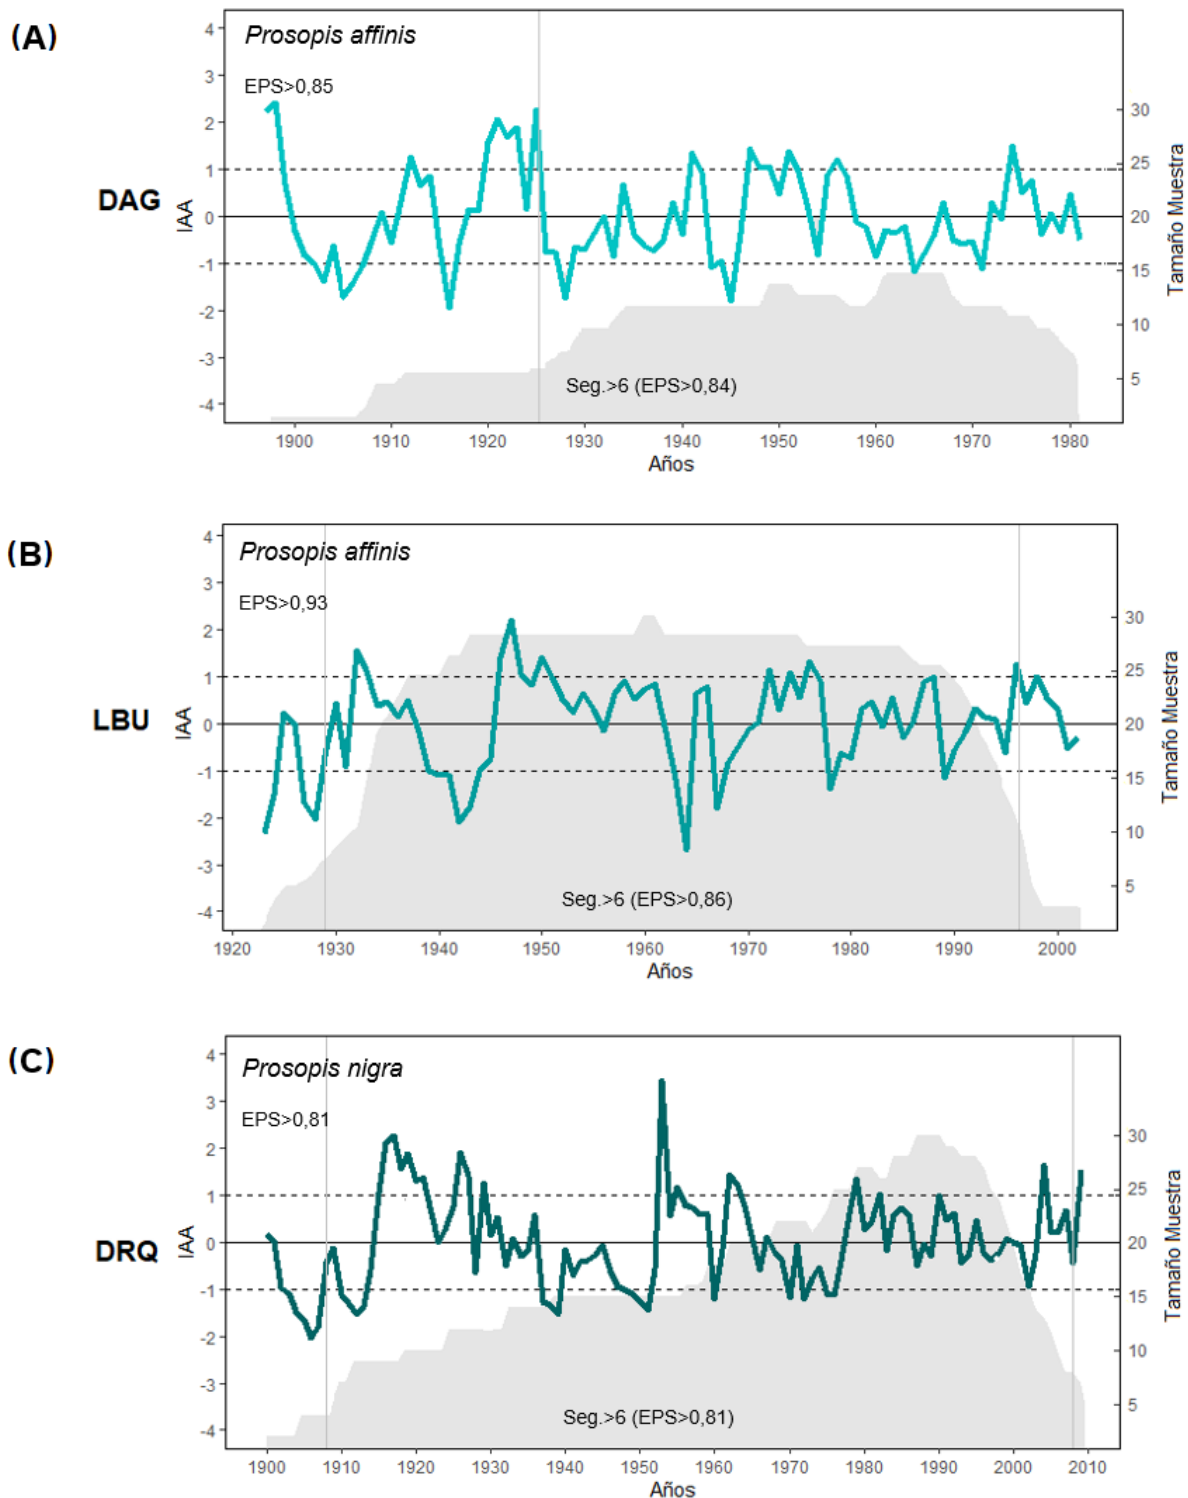 (A)
Prosopis affinis
EPS>0,85
DAG
IAA
4
3
2
1
0
-1
-2
-3
-4
30
25
20
15
10
5
Tamaño Muestra
Seg.>6 (EPS>0,84)
1900 1910 1920 1930 1940 1950 1960 1970 1980
Años
(B)
Prosopis affinis
EPS>0,93
LBU
IAA
4
3
2
1
0
-1
-2
-3
-4
30
25
20
15
10
5
Tamaño Muestra
Seg.>6 (EPS>0,86)
1920 1930 1940 1950 1960 1970 1980 1990 2000
Años
(C)
Prosopis nigra
EPS>0,81
DRQ
IAA
4
3
2
1
0
-1
-2
-3
-4
30
25
20
15
10
5
Tamaño Muestra
Seg.>6 (EPS>0,81)
1900 1910 1920 1930 1940 1950 1960 1970 1980 1990 2000 2010
Años